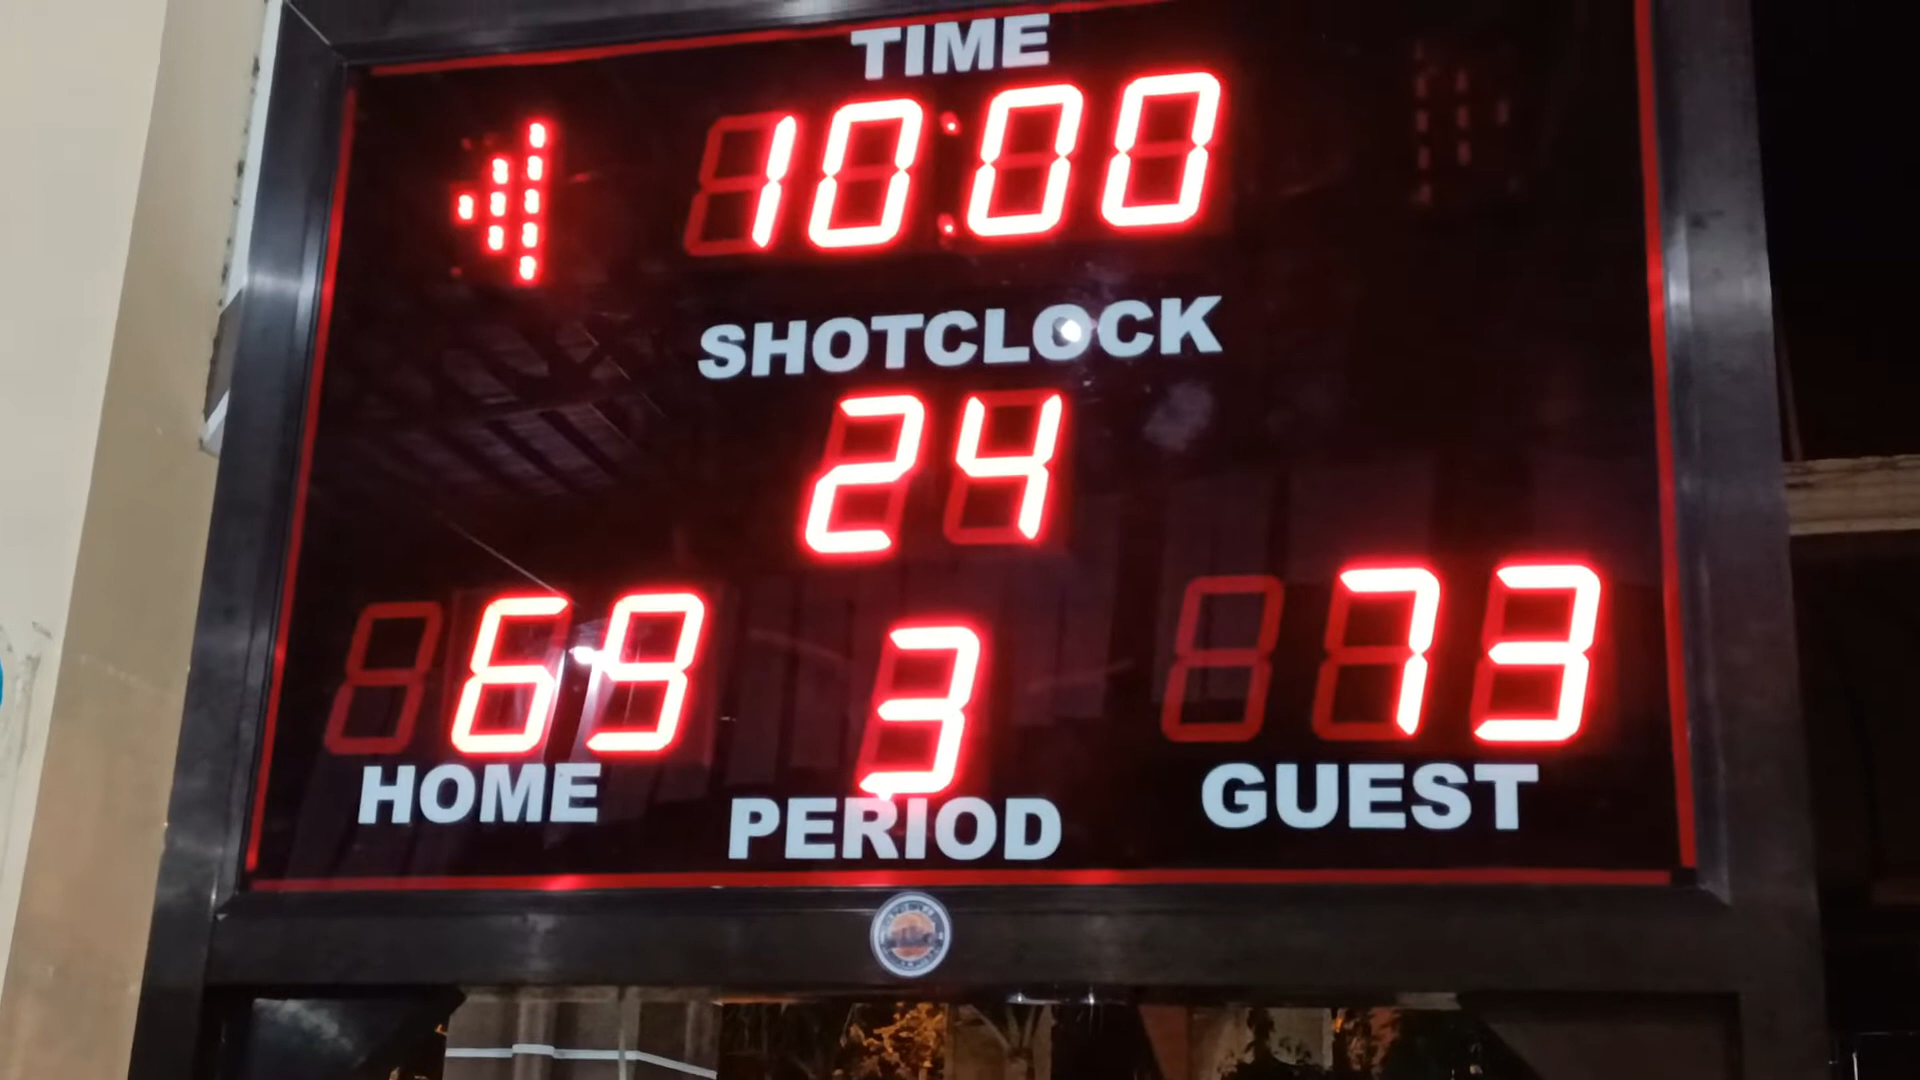 TIME
10:00
SHOTCLOCK
24
69 3 73
HOME PERIOD GUEST